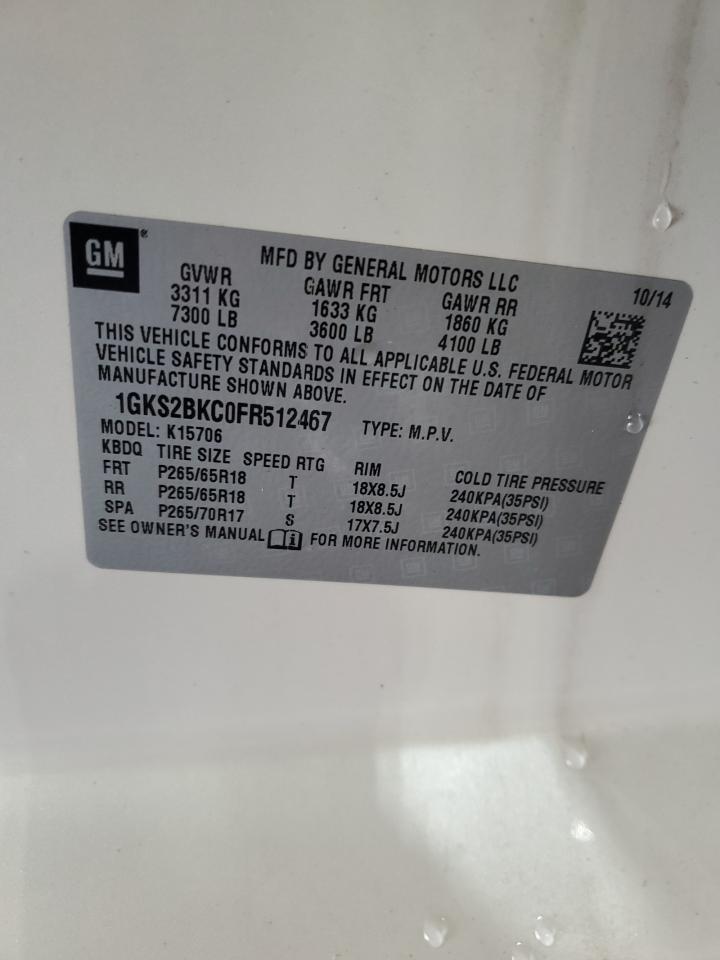 GM®
MFD BY GENERAL MOTORS LLC
10/14
GVWR GAWR FRT GAWR RR
3311 KG 1633 KG 1860 KG
7300 LB 3600 LB 4100 LB
THIS VEHICLE CONFORMS TO ALL APPLICABLE U.S. FEDERAL MOTOR
VEHICLE SAFETY STANDARDS IN EFFECT ON THE DATE OF
MANUFACTURE SHOWN ABOVE.
1GKS2BKC0FR512467 TYPE: M.P.V.
MODEL: K15706
KBDQ TIRE SIZE SPEED RTG RIM COLD TIRE PRESSURE
FRT P265/65R18 T 18X8.5J 240KPA(35PSI)
RR P265/65R18 T 18X8.5J 240KPA(35PSI)
SPA P265/70R17 S 17X7.5J 240KPA(35PSI)
SEE OWNER'S MANUAL FOR MORE INFORMATION.